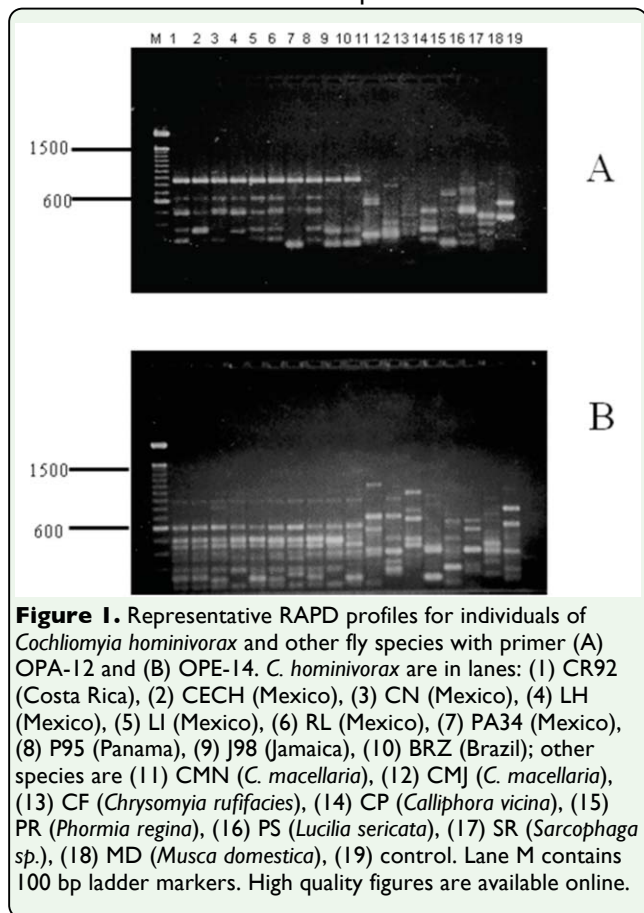 M 1 2 3 4 5 6 7 8 9 10 11 12 13 14 15 16 17 18 19
1500
600
A
1500
600
B
Figure 1. Representative RAPD profiles for individuals of
Cochliomyia hominivorax and other fly species with primer (A)
OPA-12 and (B) OPE-14. C. hominivorax are in lanes: (1) CR92
(Costa Rica), (2) CECH (Mexico), (3) CN (Mexico), (4) LH
(Mexico), (5) LI (Mexico), (6) RL (Mexico), (7) PA34 (Mexico),
(8) P95 (Panama), (9) J98 (Jamaica), (10) BRZ (Brazil); other
species are (11) CMN (C. macellaria), (12) CMJ (C. macellaria),
(13) CF (Chrysomyia rufifacies), (14) CP (Calliphora vicina), (15)
PR (Phormia regina), (16) PS (Lucilia sericata), (17) SR (Sarcophaga
sp.), (18) MD (Musca domestica), (19) control. Lane M contains
100 bp ladder markers. High quality figures are available online.